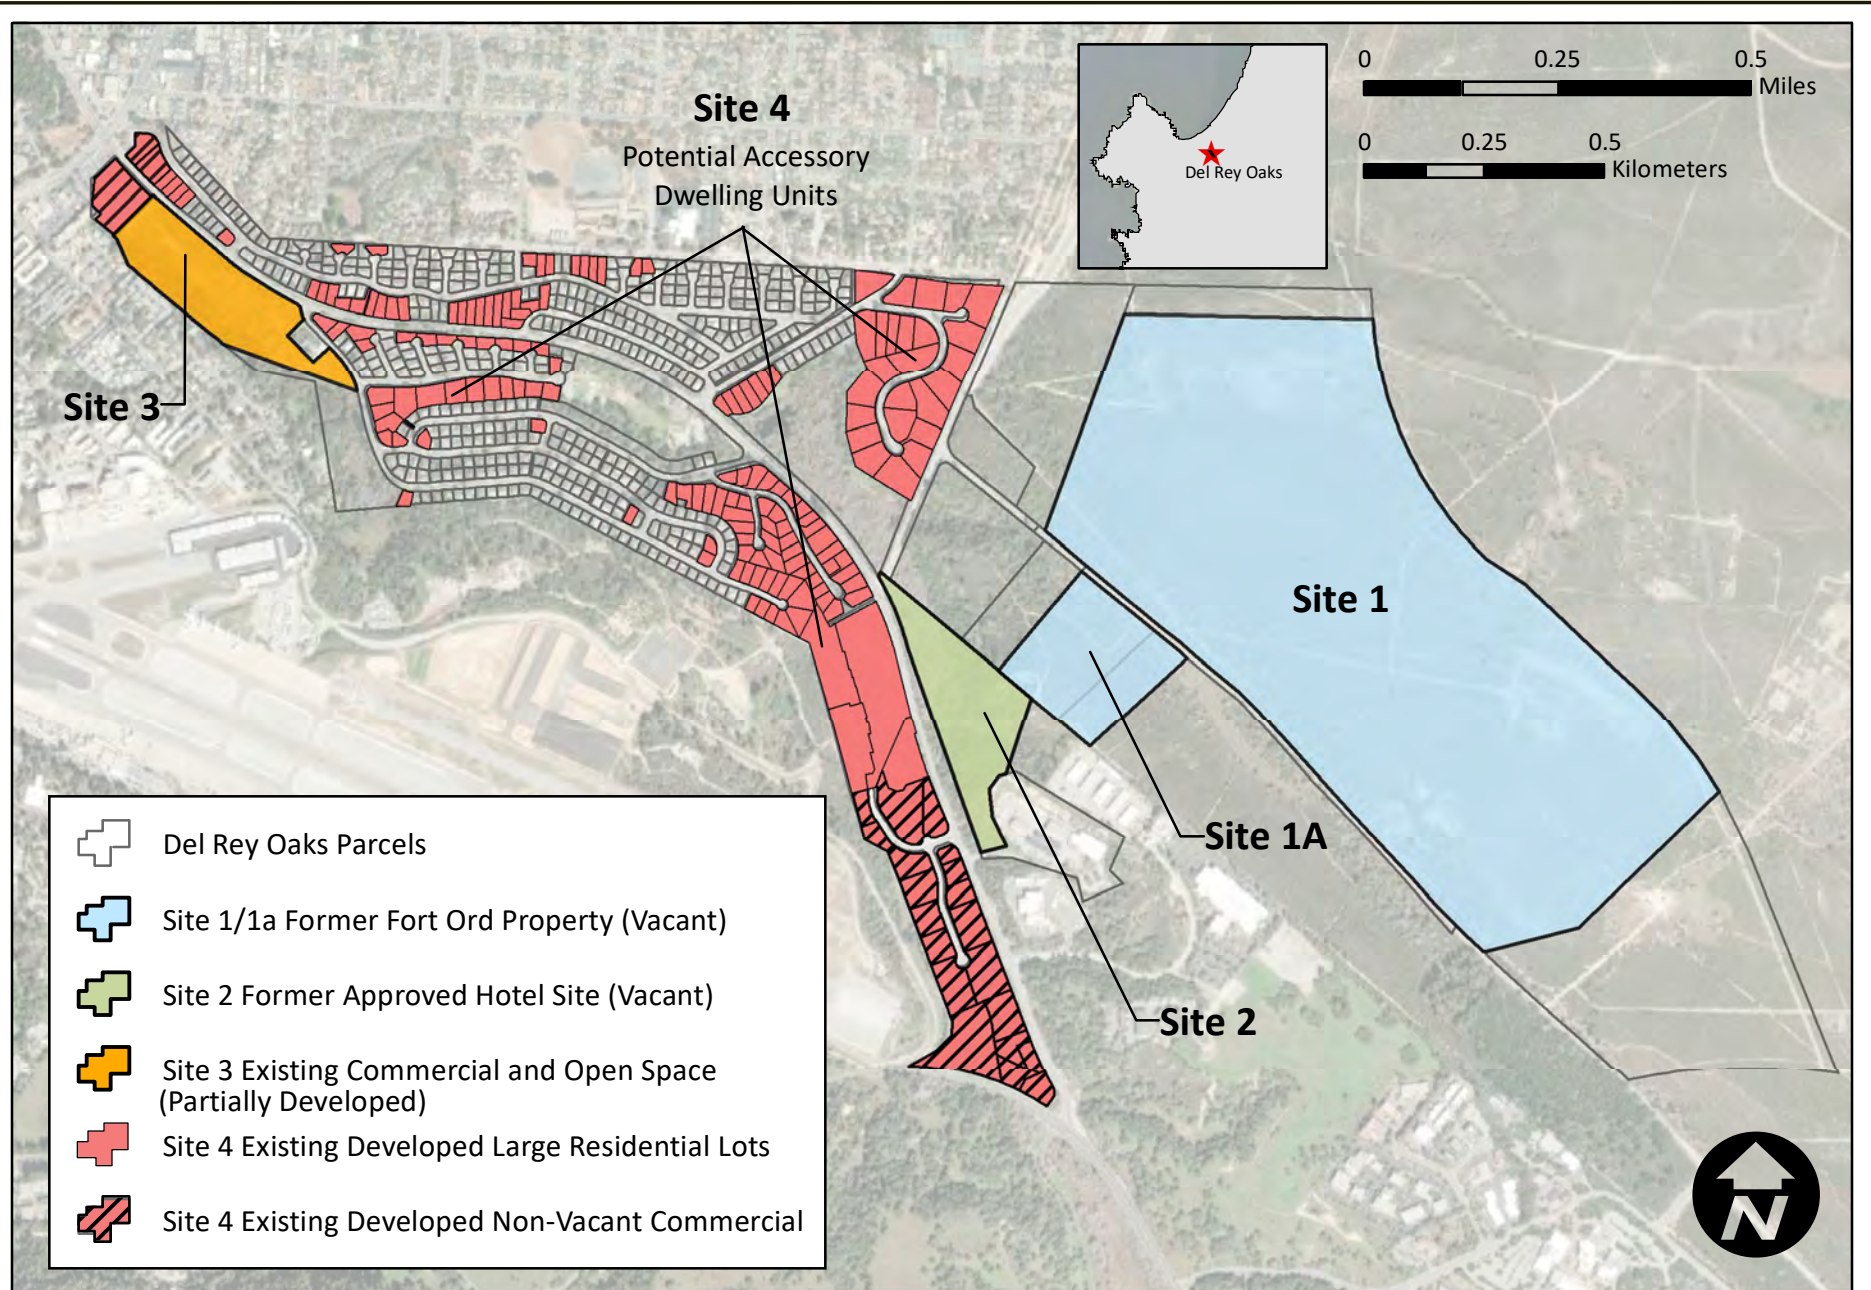 Site 4
Potential Accessory
Dwelling Units
0 0.25 0.5
Miles
0 0.25 0.5
Kilometers
Del Rey Oaks
Site 3
Site 1
Site 1A
Site 2
Del Rey Oaks Parcels
Site 1/1a Former Fort Ord Property (Vacant)
Site 2 Former Approved Hotel Site (Vacant)
Site 3 Existing Commercial and Open Space
(Partially Developed)
Site 4 Existing Developed Large Residential Lots
Site 4 Existing Developed Non-Vacant Commercial
N